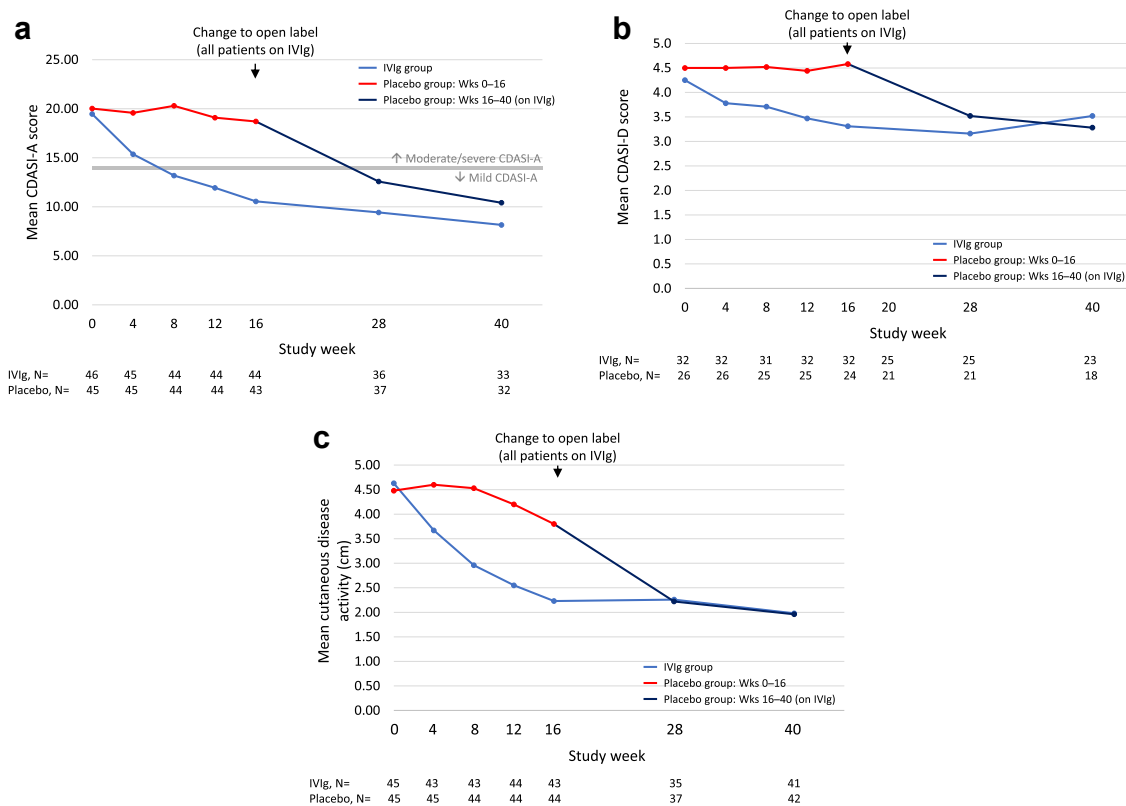 a
Change to open label
(all patients on IVIg)
25.00
20.00
15.00
10.00
5.00
0.00
Mean CDASI-A score
IVIg group
Placebo group: Wks 0–16
Placebo group: Wks 16–40 (on IVIg)
↑ Moderate/severe CDASI-A
↓ Mild CDASI-A
0 4 8 12 16 28 40
Study week
IVIg, N= 46 45 44 44 44 36 33
Placebo, N= 45 45 44 44 43 37 32
b
Change to open label
(all patients on IVIg)
5.0
4.5
4.0
3.5
3.0
2.5
2.0
1.5
1.0
0.5
0.0
Mean CDASI-D score
IVIg group
Placebo group: Wks 0–16
Placebo group: Wks 16–40 (on IVIg)
0 4 8 12 16 20 28 40
Study week
IVIg, N= 32 32 31 32 32 25 25 23
Placebo, N= 26 26 25 25 24 21 21 18
c
Change to open label
(all patients on IVIg)
5.00
4.50
4.00
3.50
3.00
2.50
2.00
1.50
1.00
0.50
0.00
Mean cutaneous disease
activity (cm)
IVIg group
Placebo group: Wks 0–16
Placebo group: Wks 16–40 (on IVIg)
0 4 8 12 16 28 40
Study week
IVIg, N= 45 43 43 44 43 35 41
Placebo, N= 45 45 44 44 44 37 42